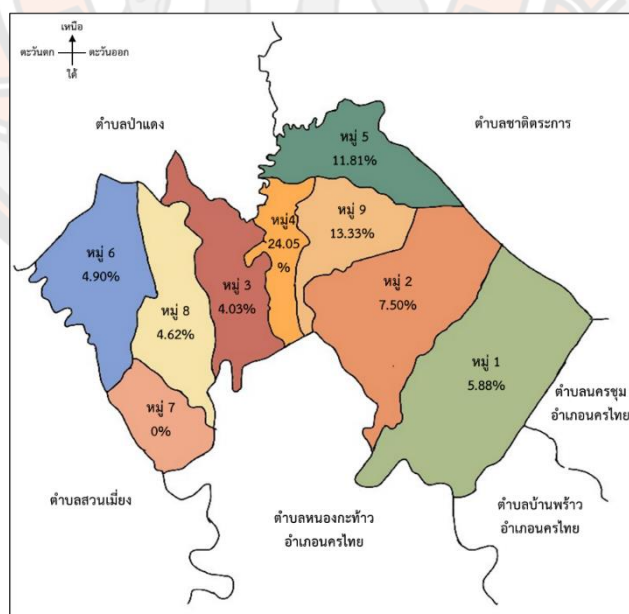 เหนือ
ตะวันตก
ตะวันออก
ใต้
ตำบลป่าแดง
ตำบลชาติตระการ
หมู่ 5
11.81%
หมู่ 9
13.33%
หมู่4
24.05
%
หมู่ 6
4.90%
หมู่ 8
4.62%
หมู่ 3
4.03%
หมู่ 2
7.50%
หมู่ 1
5.88%
หมู่ 7
0%
ตำบลนครชุม
อำเภอนครไทย
ตำบลสวนเมี่ยง
ตำบลหนองกะท้าว
อำเภอนครไทย
ตำบลบ้านพร้าว
อำเภอนครไทย